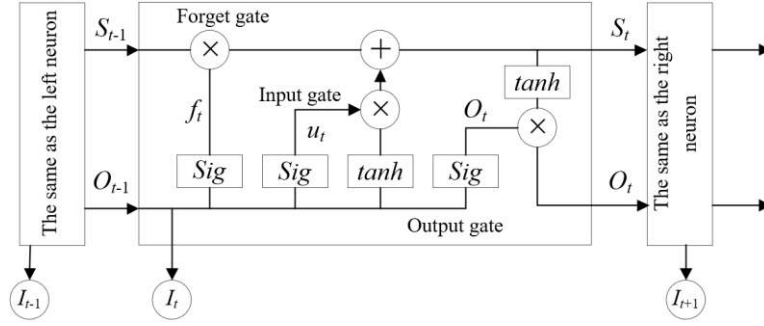 The same as the left neuron
S_{t-1}
O_{t-1}
I_{t-1}
Forget gate
×
+
f_t
Input gate
u_t
×
Sig
Sig
tanh
Sig
O_t
tanh
×
Output gate
I_t
S_t
O_t
The same as the right
neuron
I_{t+1}